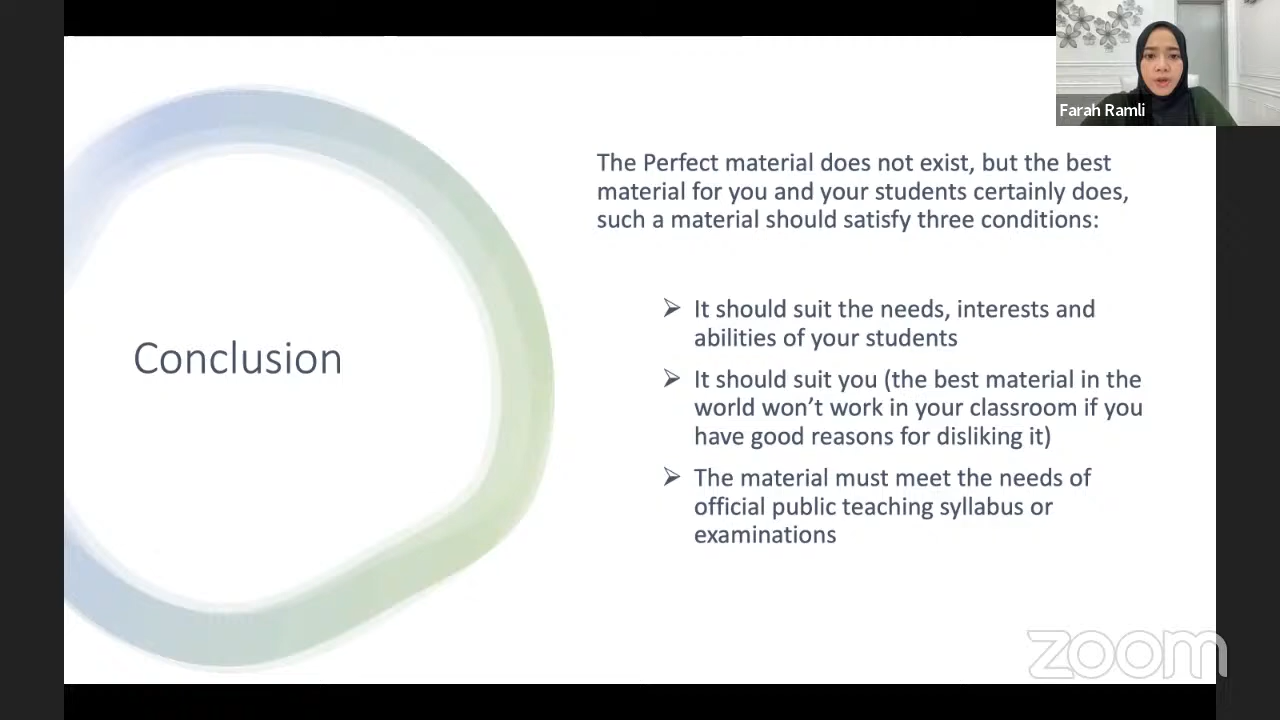 Farah Ramli
The Perfect material does not exist, but the best
material for you and your students certainly does,
such a material should satisfy three conditions:
➢ It should suit the needs, interests and
abilities of your students
Conclusion
➢ It should suit you (the best material in the
world won’t work in your classroom if you
have good reasons for disliking it)
➢ The material must meet the needs of
official public teaching syllabus or
examinations
zoom